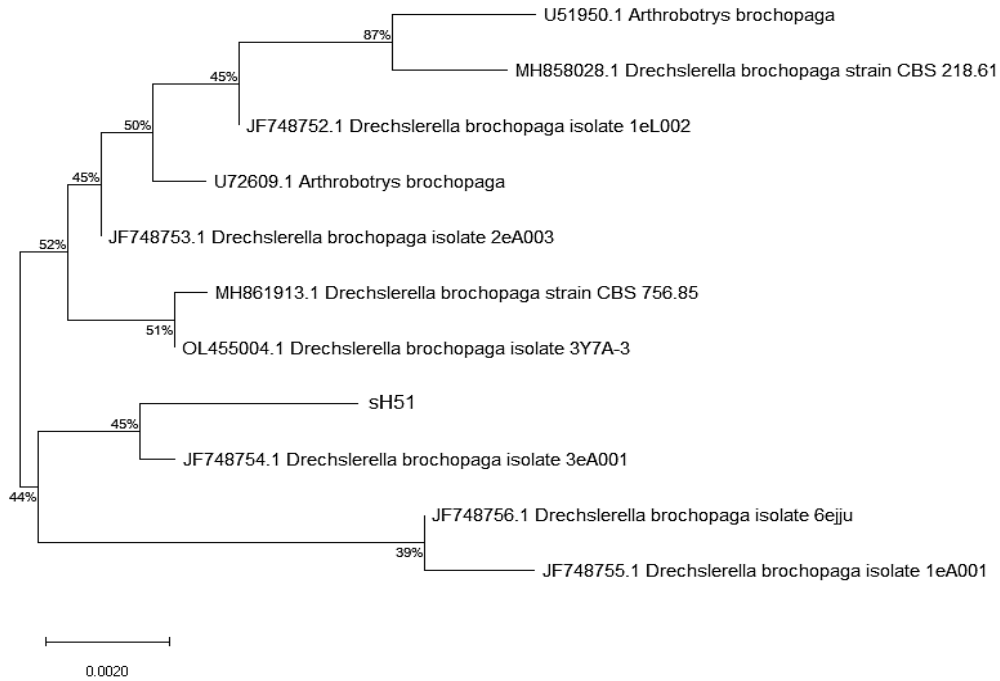 U51950.1 Arthrobotrys brochopaga
87%
MH858028.1 Drechslerella brochopaga strain CBS 218.61
45%
JF748752.1 Drechslerella brochopaga isolate 1eL002
50%
U72609.1 Arthrobotrys brochopaga
45%
JF748753.1 Drechslerella brochopaga isolate 2eA003
52%
MH861913.1 Drechslerella brochopaga strain CBS 756.85
51%
OL455004.1 Drechslerella brochopaga isolate 3Y7A-3
sH51
45%
JF748754.1 Drechslerella brochopaga isolate 3eA001
44%
JF748756.1 Drechslerella brochopaga isolate 6ejju
39%
JF748755.1 Drechslerella brochopaga isolate 1eA001
0.0020